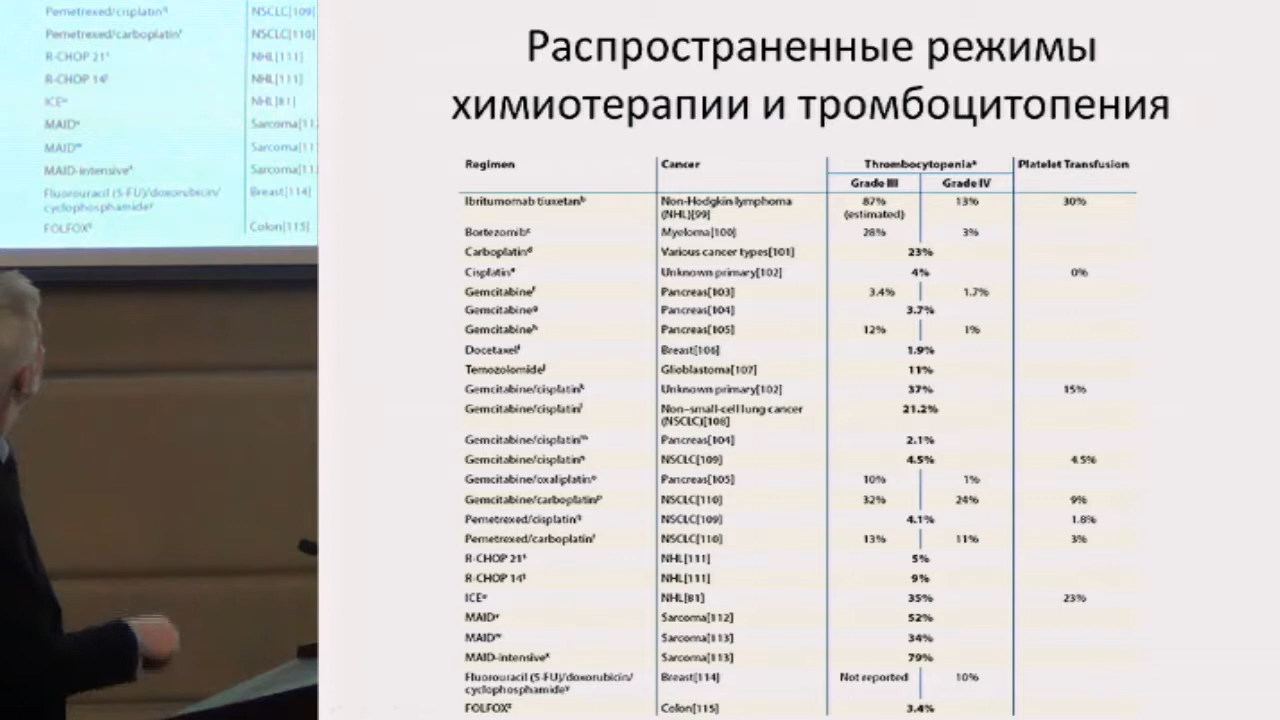 Pemetrexed/cisplatin NSCLC[109]
Pemetrexed/carboplatin NSCLC[110]
R-CHOP 21 NHL[111]
R-CHOP 14 NHL[111]
ICE NHL[81]
MAID Sarcoma[11
MAID Sarcoma[11
MAID-intensive Sarcoma[11
Fluorouracil (5-FU)/doxorubicin/ Breast[114]
cyclophosphamide
FOLFOX Colon[115]
Распространенные режимы
химиотерапии и тромбоцитопения
Regimen Cancer Thrombocytopenia Platelet Transfusion
Grade III Grade IV
Ibritumomab tiuxetan Non-Hodgkin lymphoma 87% 13% 30%
(NHL)[99] (estimated)
Bortezomib Myeloma[100] 28% 3%
Carboplatin Various cancer types[101] 23%
Cisplatin Unknown primary[102] 4% 0%
Gemcitabine Pancreas[103] 3.4% 1.7%
Gemcitabine Pancreas[104] 3.7%
Gemcitabine Pancreas[105] 12% 1%
Docetaxel Breast[106] 1.9%
Temozolomide Glioblastoma[107] 11%
Gemcitabine/cisplatin Unknown primary[102] 37% 15%
Gemcitabine/cisplatin Non–small-cell lung cancer 21.2%
(NSCLC)[108]
Gemcitabine/cisplatin Pancreas[104] 2.1%
Gemcitabine/cisplatin NSCLC[109] 4.5% 4.5%
Gemcitabine/oxaliplatin Pancreas[105] 10% 1%
Gemcitabine/carboplatin NSCLC[110] 32% 24% 9%
Pemetrexed/cisplatin NSCLC[109] 4.1% 1.8%
Pemetrexed/carboplatin NSCLC[110] 13% 11% 3%
R-CHOP 21 NHL[111] 5%
R-CHOP 14 NHL[111] 9%
ICE NHL[81] 35% 23%
MAID Sarcoma[112] 52%
MAID Sarcoma[113] 34%
MAID-intensive Sarcoma[113] 79%
Fluorouracil (5-FU)/doxorubicin/ Breast[114] Not reported 10%
cyclophosphamide
FOLFOX Colon[115] 3.4%